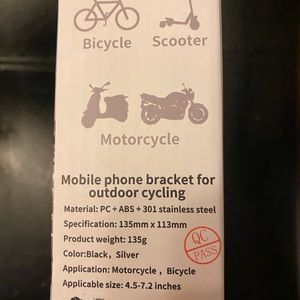 Bicycle Scooter
Motorcycle
Mobile phone bracket for
outdoor cycling
Material: PC + ABS + 301 stainless steel
Specification: 135mm x 113mm
Product weight: 135g
Color:Black，Silver
Application: Motorcycle，Bicycle
Applicable size: 4.5-7.2 inches
QC
PASS